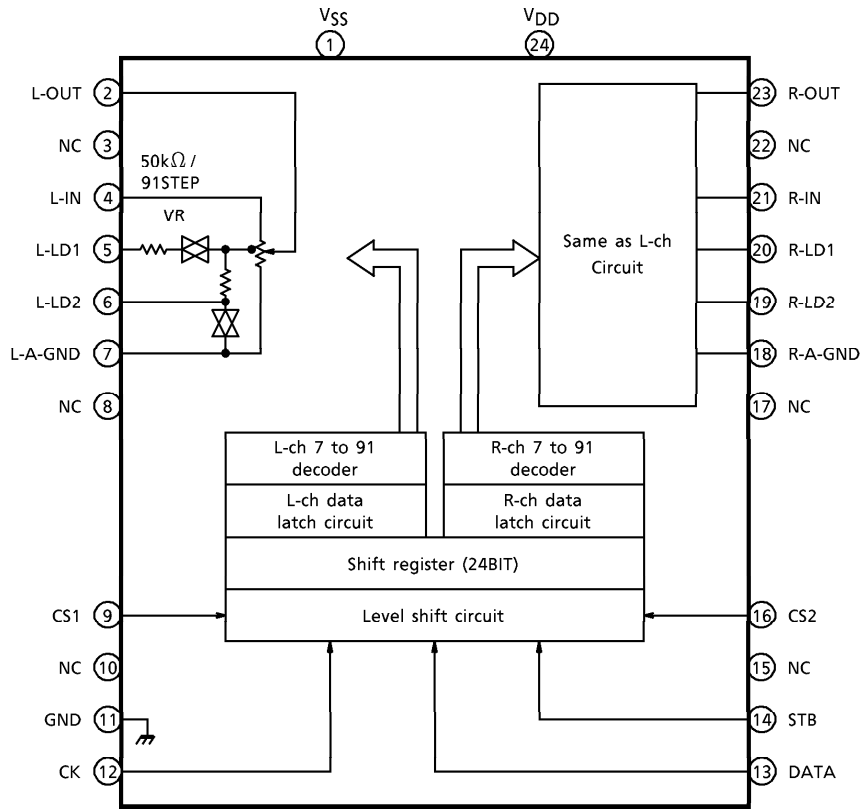 VSS
1
VDD
24
L-OUT 2
23 R-OUT
NC 3
22 NC
50kΩ /
91STEP
L-IN 4
21 R-IN
VR
L-LD1 5
20 R-LD1
Same as L-ch
Circuit
L-LD2 6
19 R-LD2
L-A-GND 7
18 R-A-GND
NC 8
17 NC
L-ch 7 to 91
decoder
R-ch 7 to 91
decoder
L-ch data
latch circuit
R-ch data
latch circuit
Shift register (24BIT)
Level shift circuit
CS1 9
16 CS2
NC 10
15 NC
GND 11
14 STB
CK 12
13 DATA